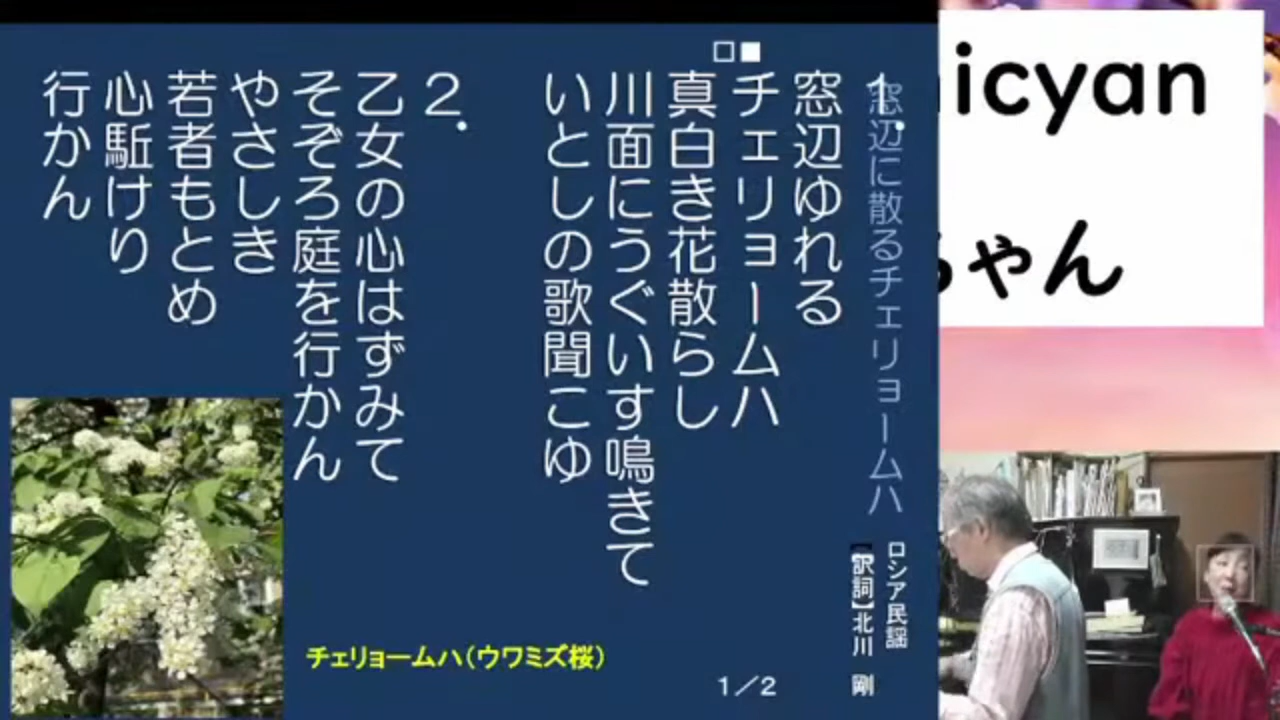 窓辺に散るチェリョームハ
ロシア民謡
【訳詞】北川 剛
1.
窓辺ゆれる
チェリョームハ
真白き花散らし
川面にうぐいす鳴きて
いとしの歌聞こゆ
2.
乙女の心はずみて
そぞろ庭を行かん
やさしき
若者もとめ
心駈けり
行かん
チェリョームハ(ウワミズ桜)
1/2
icyan
ちゃん